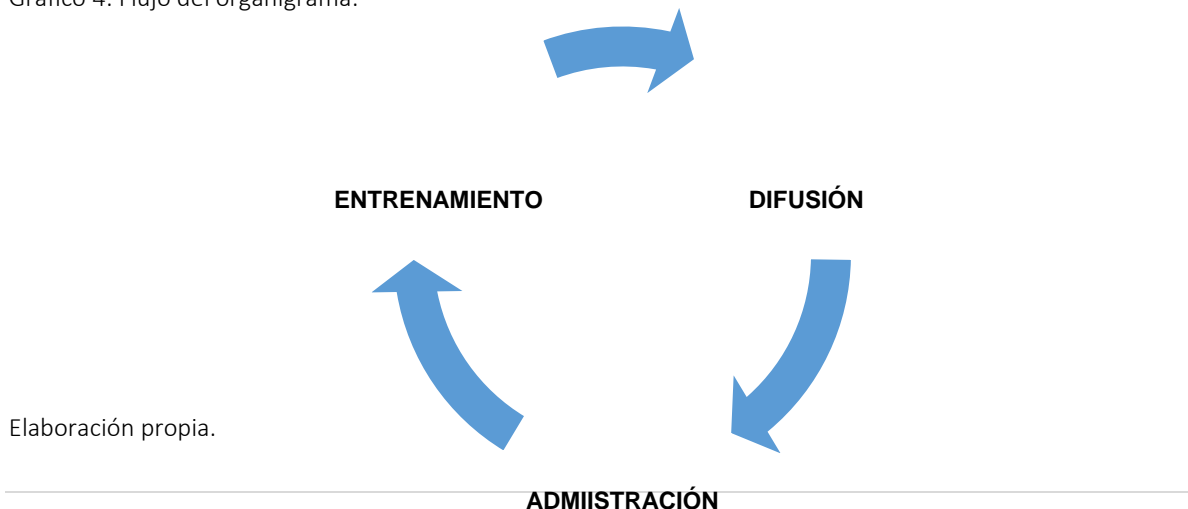 Gráfico 4. Flujo del organigrama.
ENTRENAMIENTO
DIFUSIÓN
Elaboración propia.
ADMIISTRACIÓN